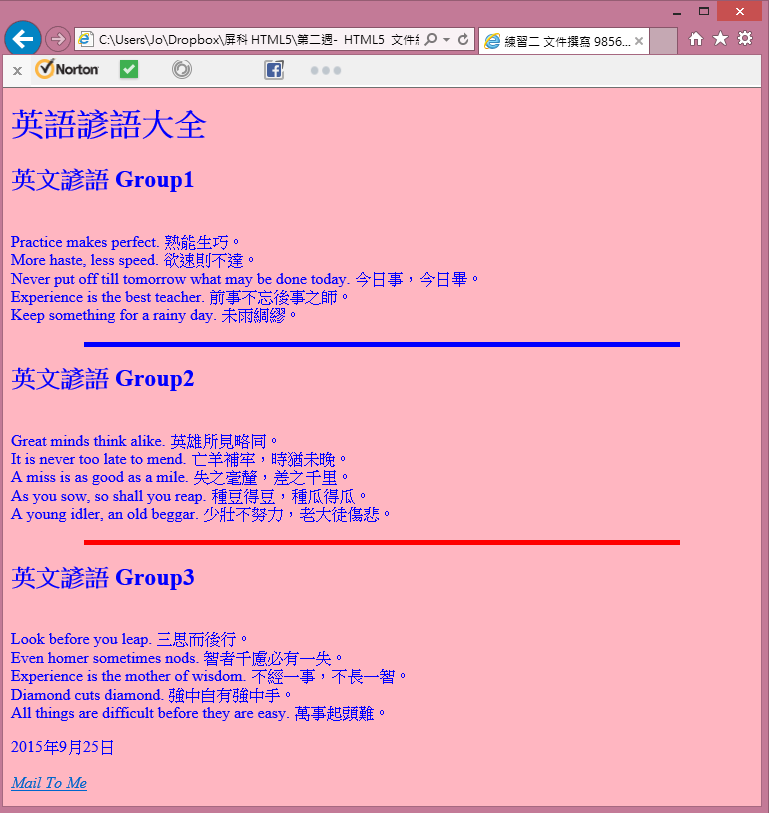 C:\Users\Jo\Dropbox\屏科 HTML5\第二週- HTML5 文件
練習二 文件撰寫 9856...
x Norton
英語諺語大全
英文諺語 Group1
Practice makes perfect. 熟能生巧。
More haste, less speed. 欲速則不達。
Never put off till tomorrow what may be done today. 今日事，今日畢。
Experience is the best teacher. 前事不忘後事之師。
Keep something for a rainy day. 未雨綢繆。
英文諺語 Group2
Great minds think alike. 英雄所見略同。
It is never too late to mend. 亡羊補牢，時猶未晚。
A miss is as good as a mile. 失之毫釐，差之千里。
As you sow, so shall you reap. 種豆得豆，種瓜得瓜。
A young idler, an old beggar. 少壯不努力，老大徒傷悲。
英文諺語 Group3
Look before you leap. 三思而後行。
Even homer sometimes nods. 智者千慮必有一失。
Experience is the mother of wisdom. 不經一事，不長一智。
Diamond cuts diamond. 強中自有強中手。
All things are difficult before they are easy. 萬事起頭難。
2015年9月25日
Mail To Me